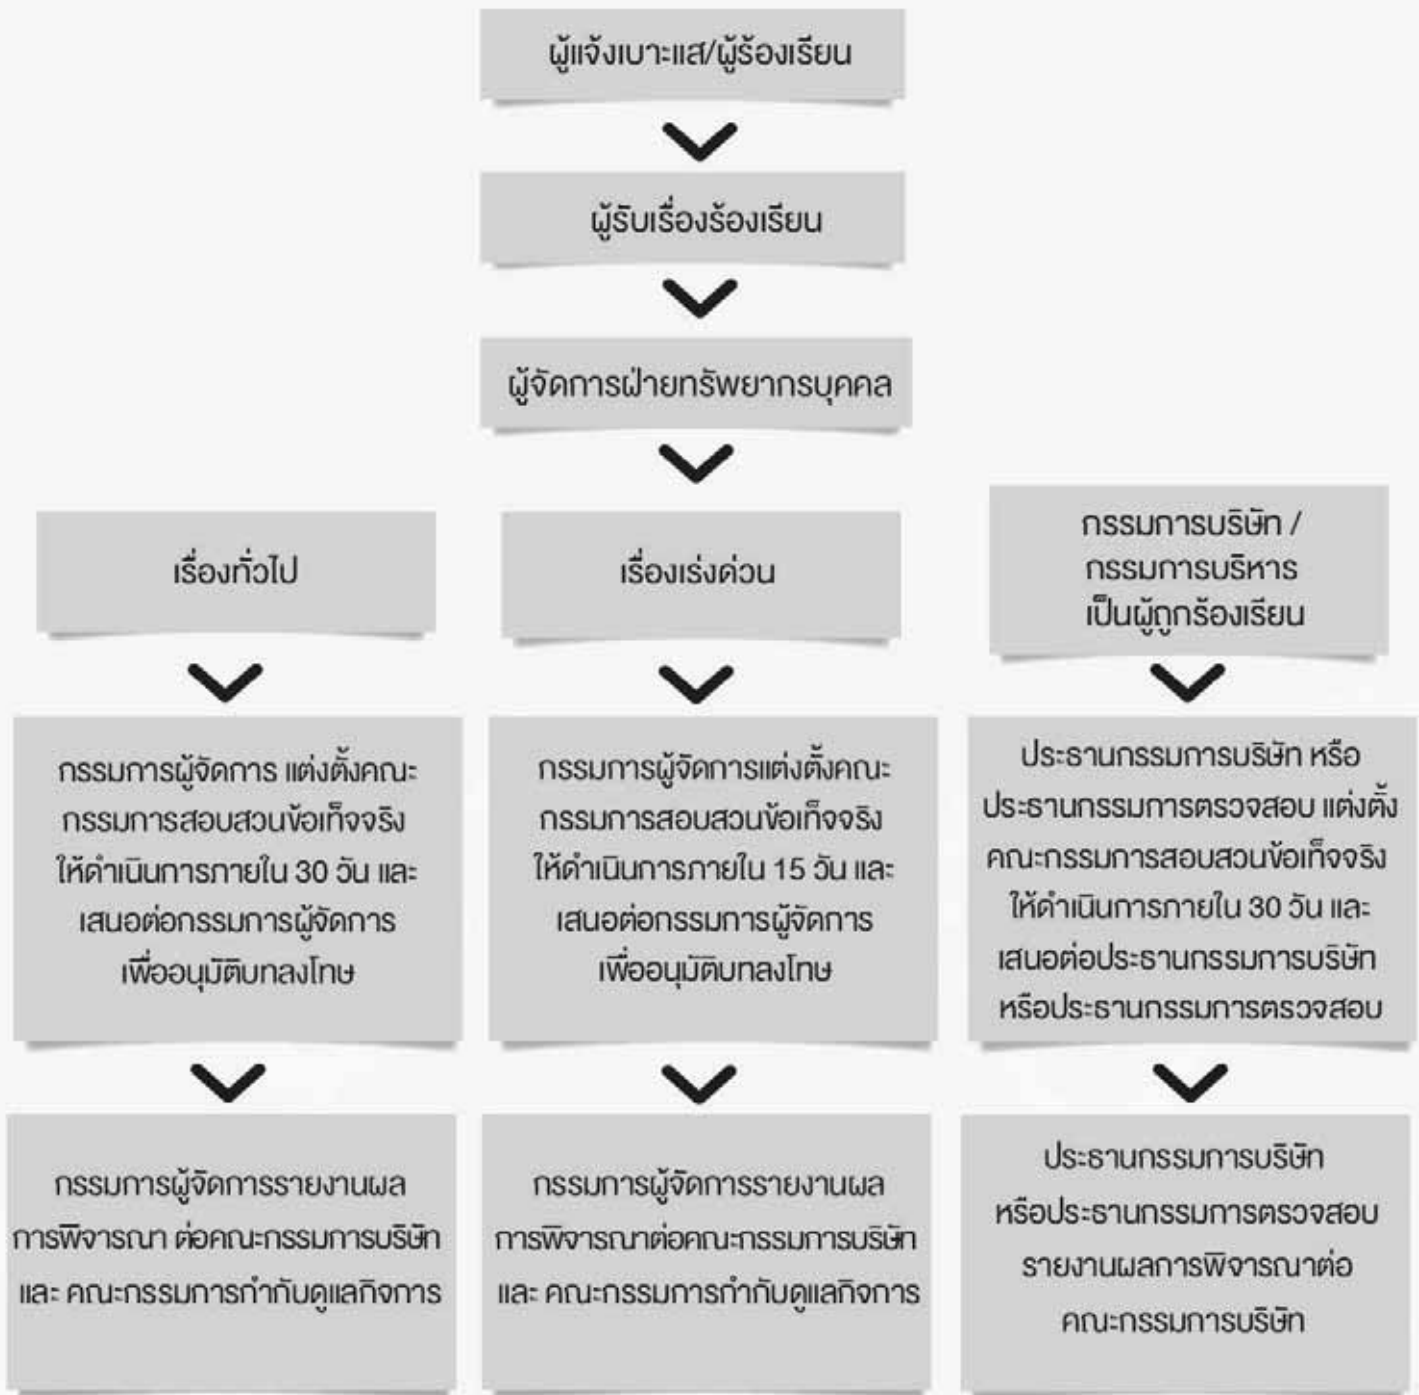 ผู้แจ้งเบาะแส/ผู้ร้องเรียน
ผู้รับเรื่องร้องเรียน
ผู้จัดการฝ่ายทรัพยากรบุคคล
เรื่องทั่วไป
เรื่องเร่งด่วน
กรรมการบริษัท /
กรรมการบริหาร
เป็นผู้ถูกร้องเรียน
กรรมการผู้จัดการ แต่งตั้งคณะ
กรรมการสอบสวนข้อเท็จจริง
ให้ดำเนินการภายใน 30 วัน และ
เสนอต่อกรรมการผู้จัดการ
เพื่ออนุมัติบทลงโทษ
กรรมการผู้จัดการแต่งตั้งคณะ
กรรมการสอบสวนข้อเท็จจริง
ให้ดำเนินการภายใน 15 วัน และ
เสนอต่อกรรมการผู้จัดการ
เพื่ออนุมัติบทลงโทษ
ประธานกรรมการบริษัท หรือ
ประธานกรรมการตรวจสอบ แต่งตั้ง
คณะกรรมการสอบสวนข้อเท็จจริง
ให้ดำเนินการภายใน 30 วัน และ
เสนอต่อประธานกรรมการบริษัท
หรือประธานกรรมการตรวจสอบ
กรรมการผู้จัดการรายงานผล
การพิจารณา ต่อคณะกรรมการบริษัท
และ คณะกรรมการกำกับดูแลกิจการ
กรรมการผู้จัดการรายงานผล
การพิจารณาต่อคณะกรรมการบริษัท
และ คณะกรรมการกำกับดูแลกิจการ
ประธานกรรมการบริษัท
หรือประธานกรรมการตรวจสอบ
รายงานผลการพิจารณาต่อ
คณะกรรมการบริษัท